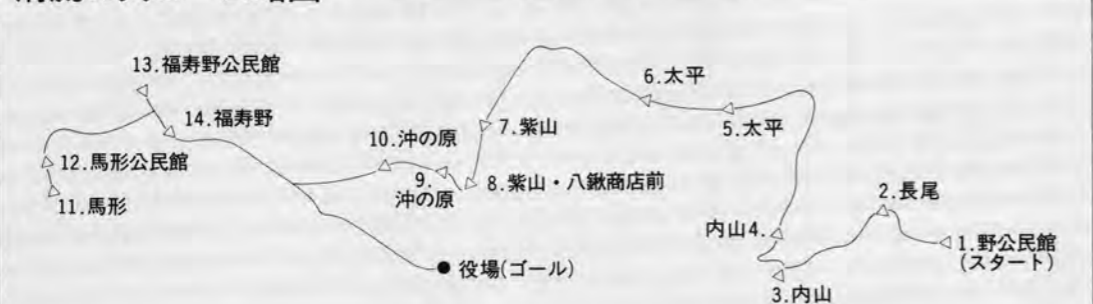 13.福寿野公民館
14.福寿野
12.馬形公民館
11.馬形
10.沖の原
9.
沖の原
7.紫山
8.紫山・八鍬商店前
6.太平
5.太平
内山4.
2.長尾
1.野公民館
(スタート)
3.内山
役場(ゴール)